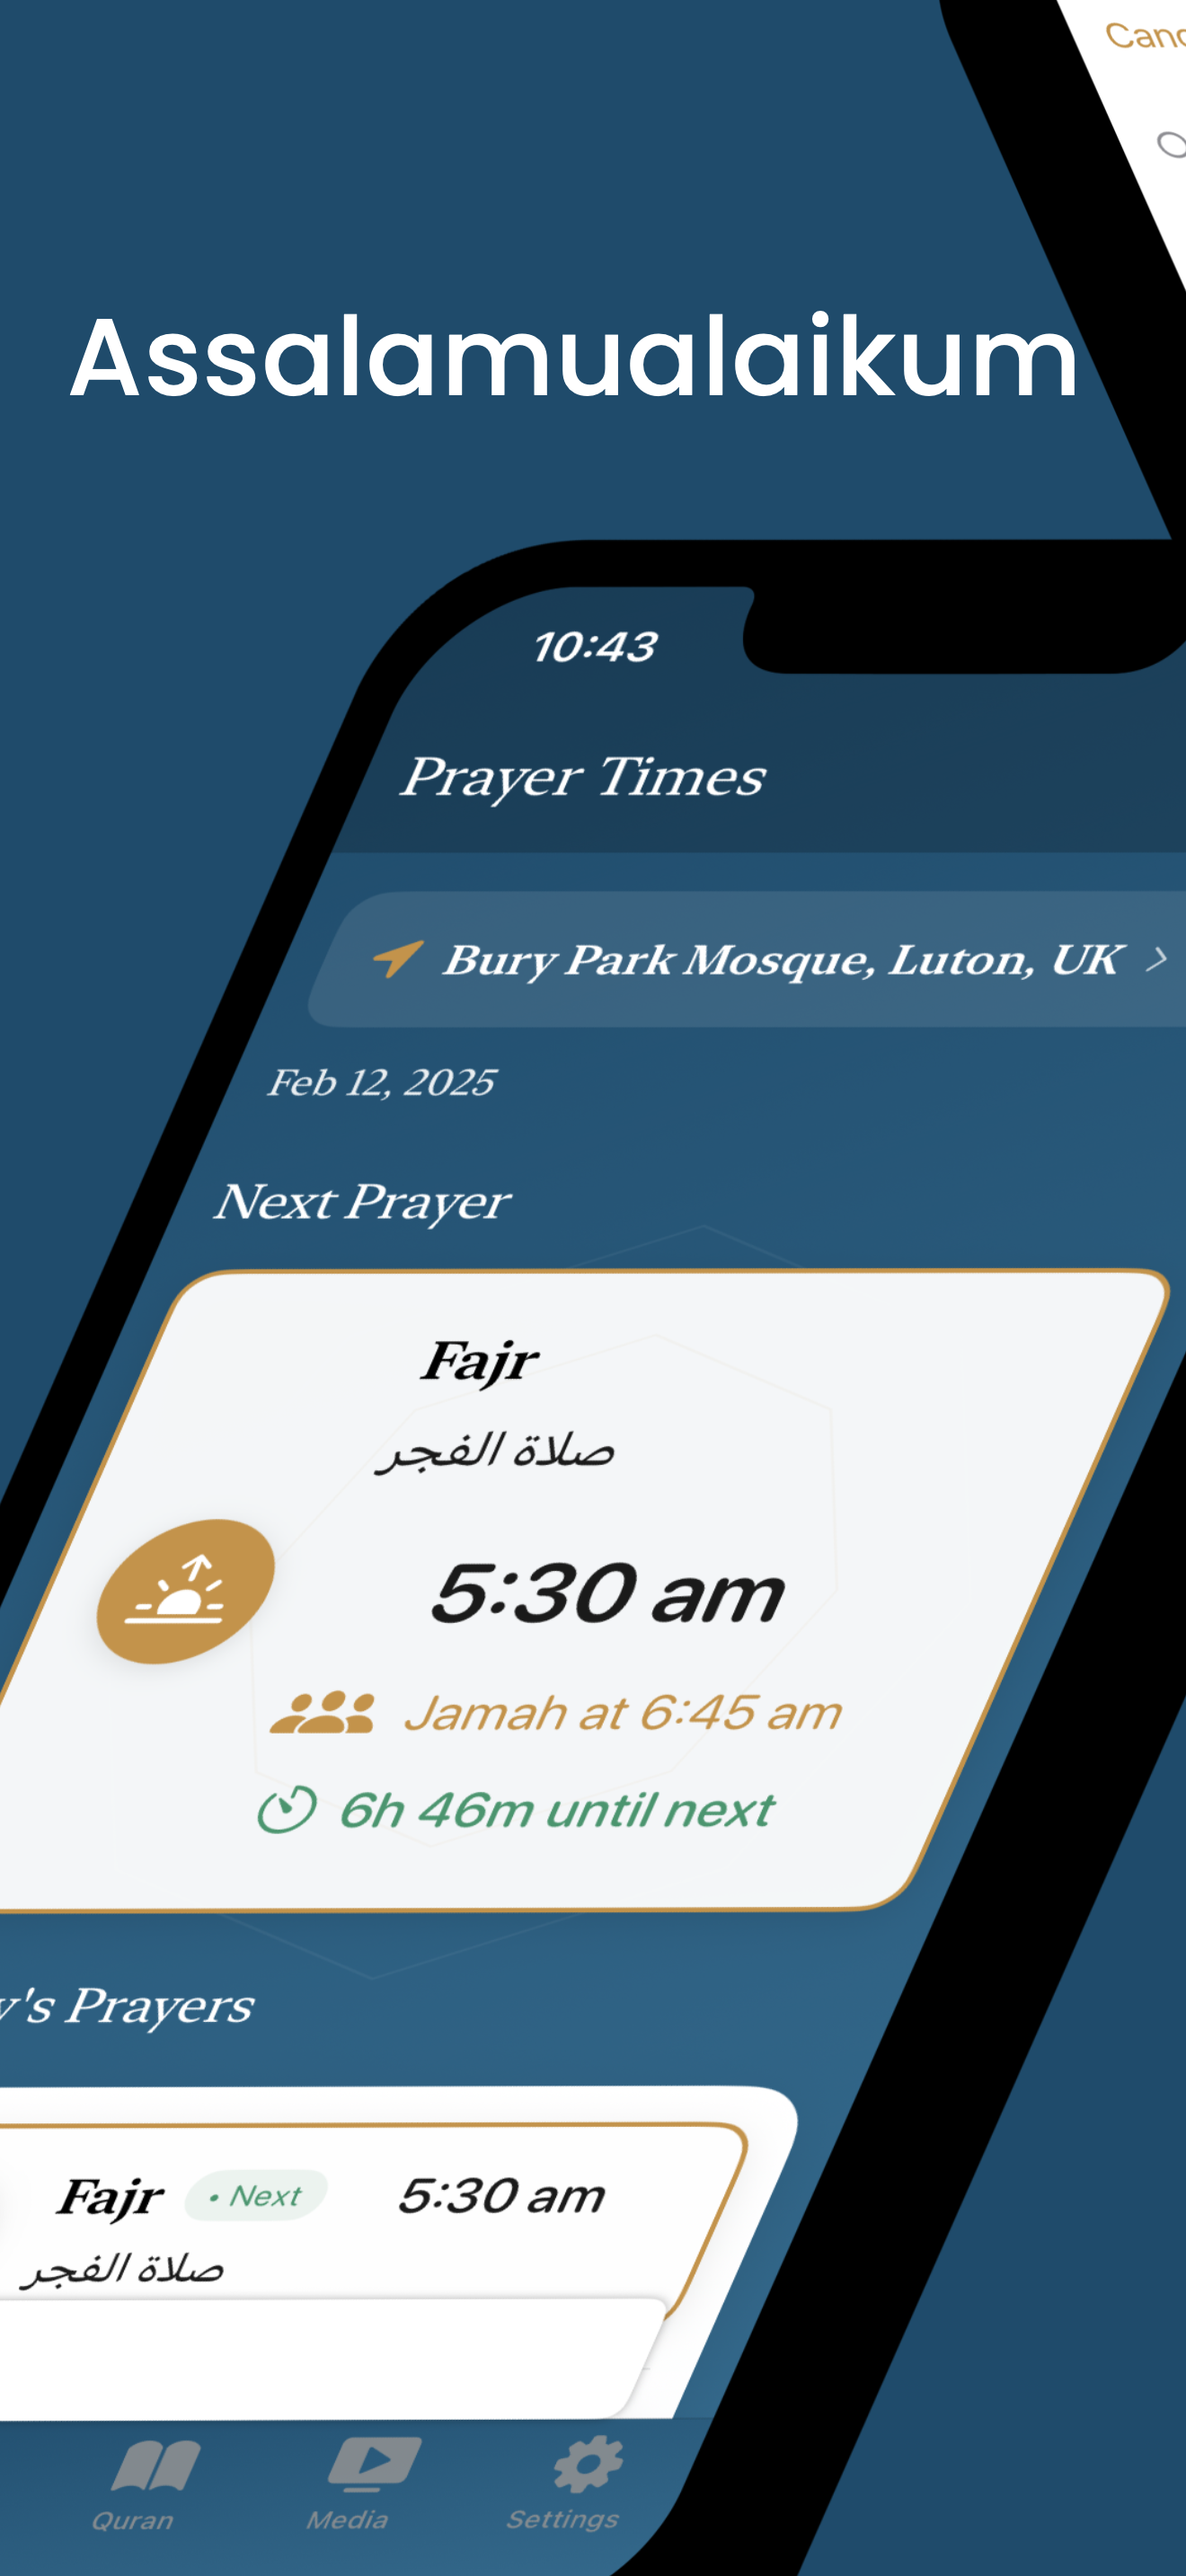 Assalamualaikum
10:43
Prayer Times
Bury Park Mosque, Luton, UK
Feb 12, 2025
Next Prayer
Fajr
صلاة الفجر
5:30 am
Jamah at 6:45 am
6h 46m until next
Prayers
Fajr
• Next
5:30 am
صلاة الفجر
Quran
Media
Settings